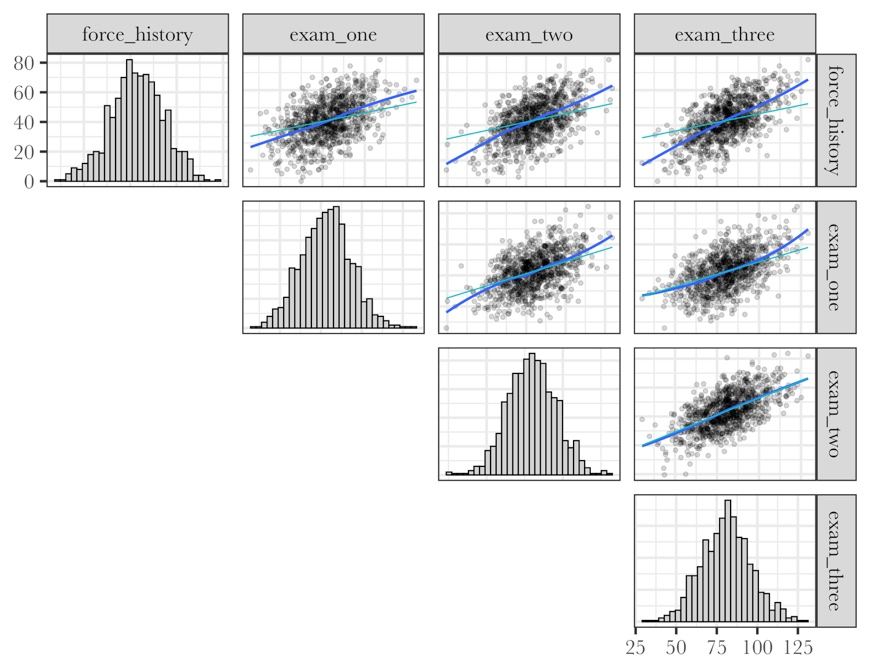 force_history exam_one exam_two exam_three
80
60
40
20
0
force_history
exam_one
exam_two
exam_three
25 50 75 100 125